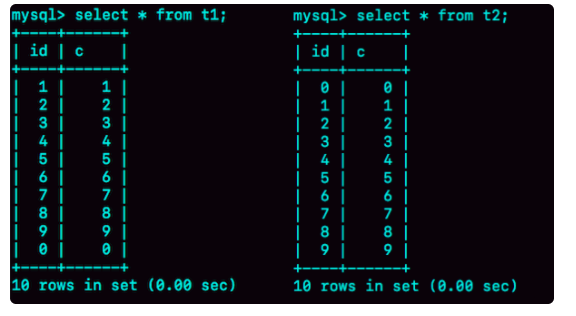 mysql> select * from t1;
+----+------+
| id | c    |
+----+------+
|  1 |    1 |
|  2 |    2 |
|  3 |    3 |
|  4 |    4 |
|  5 |    5 |
|  6 |    6 |
|  7 |    7 |
|  8 |    8 |
|  9 |    9 |
|  0 |    0 |
+----+------+
10 rows in set (0.00 sec)
mysql> select * from t2;
+----+------+
| id | c    |
+----+------+
|  0 |    0 |
|  1 |    1 |
|  2 |    2 |
|  3 |    3 |
|  4 |    4 |
|  5 |    5 |
|  6 |    6 |
|  7 |    7 |
|  8 |    8 |
|  9 |    9 |
+----+------+
10 rows in set (0.00 sec)